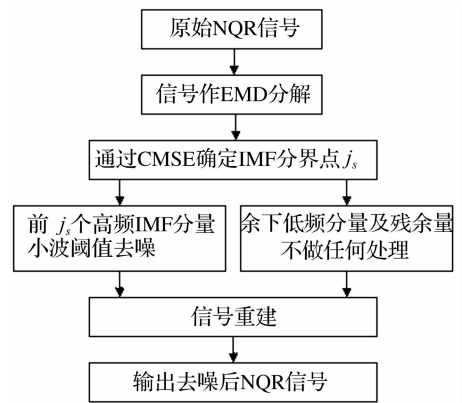 原始NQR信号
信号作EMD分解
通过CMSE确定IMF分界点js
前 js个高频IMF分量
小波阈值去噪
余下低频分量及残余量
不做任何处理
信号重建
输出去噪后NQR信号